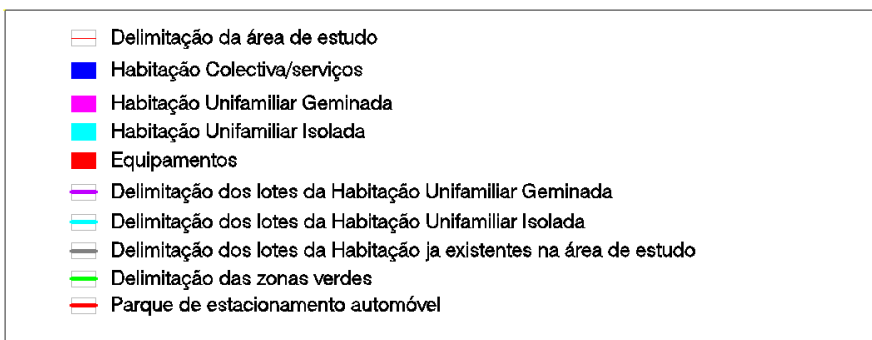 Delimitação da área de estudo
Habitação Colectiva/serviços
Habitação Unifamiliar Geminada
Habitação Unifamiliar Isolada
Equipamentos
Delimitação dos lotes da Habitação Unifamiliar Geminada
Delimitação dos lotes da Habitação Unifamiliar Isolada
Delimitação dos lotes da Habitação ja existentes na área de estudo
Delimitação das zonas verdes
Parque de estacionamento automóvel